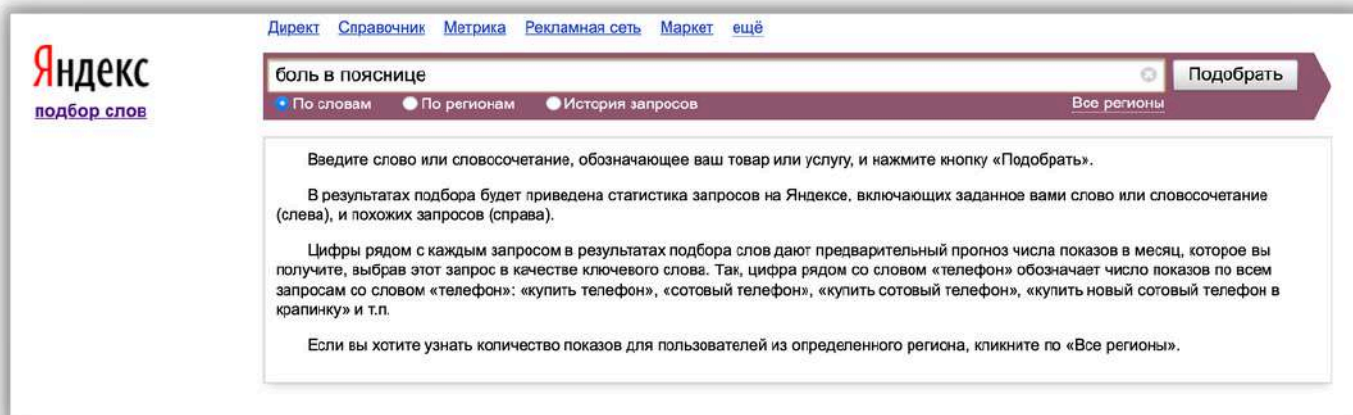 Директ Справочник Метрика Рекламная сеть Маркет ещё
Яндекс
подбор слов
боль в пояснице
Подобрать
По словам По регионам История запросов Все регионы
Введите слово или словосочетание, обозначающее ваш товар или услугу, и нажмите кнопку «Подобрать».
В результатах подбора будет приведена статистика запросов на Яндексе, включающих заданное вами слово или словосочетание
(слева), и похожих запросов (справа).
Цифры рядом с каждым запросом в результатах подбора слов дают предварительный прогноз числа показов в месяц, которое вы
получите, выбрав этот запрос в качестве ключевого слова. Так, цифра рядом со словом «телефон» обозначает число показов по всем
запросам со словом «телефон»: «купить телефон», «сотовый телефон», «купить сотовый телефон», «купить новый сотовый телефон в
крапинку» и т.п.
Если вы хотите узнать количество показов для пользователей из определенного региона, кликните по «Все регионы».